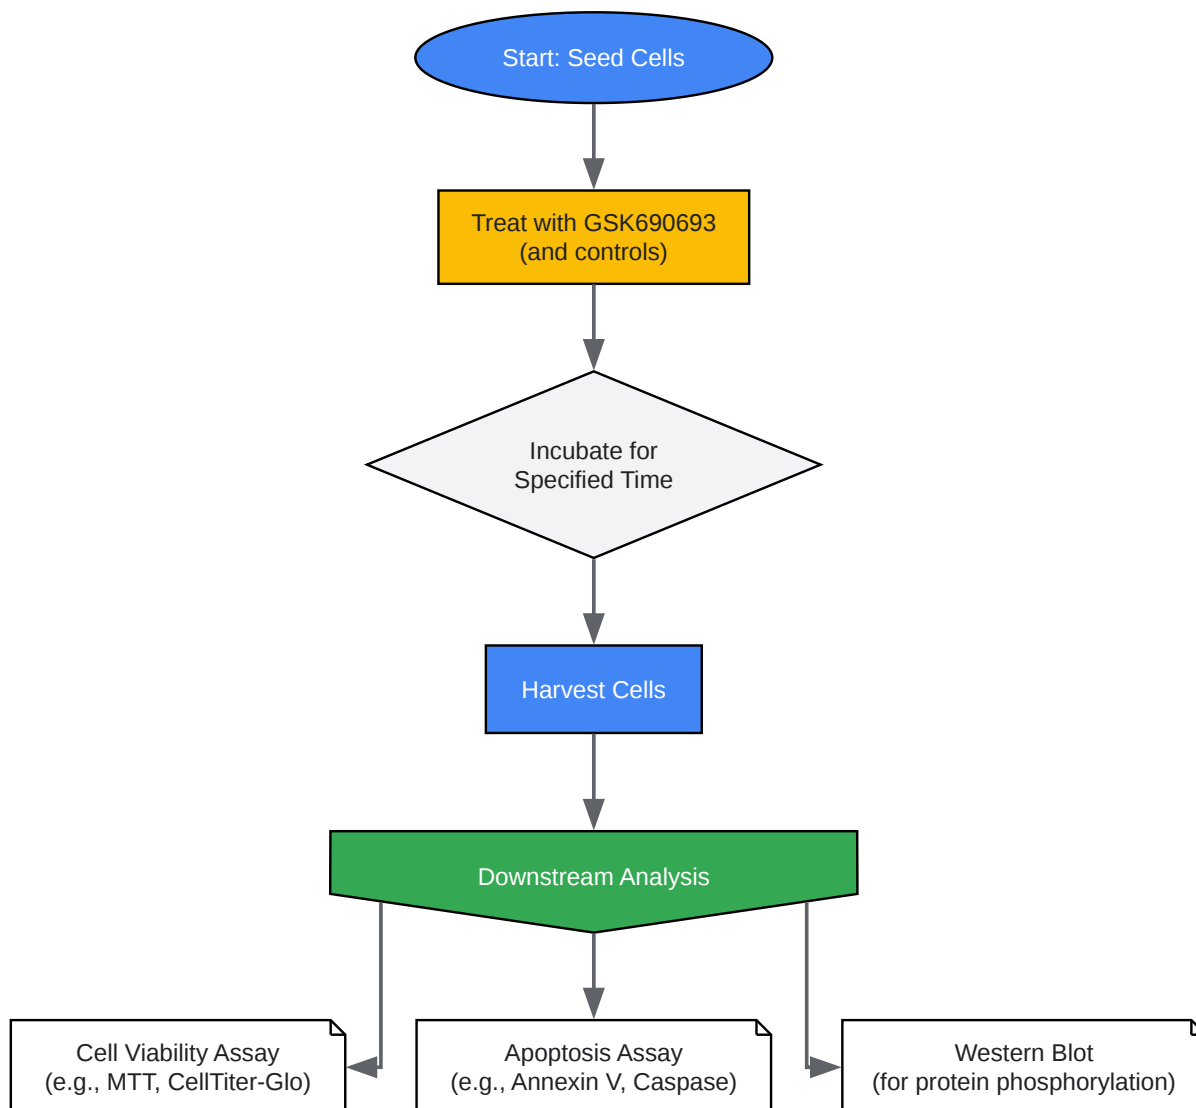 Start: Seed Cells
Treat with GSK690693
(and controls)
Incubate for
Specified Time
Harvest Cells
Downstream Analysis
Cell Viability Assay
(e.g., MTT, CellTiter-Glo)
Apoptosis Assay
(e.g., Annexin V, Caspase)
Western Blot
(for protein phosphorylation)